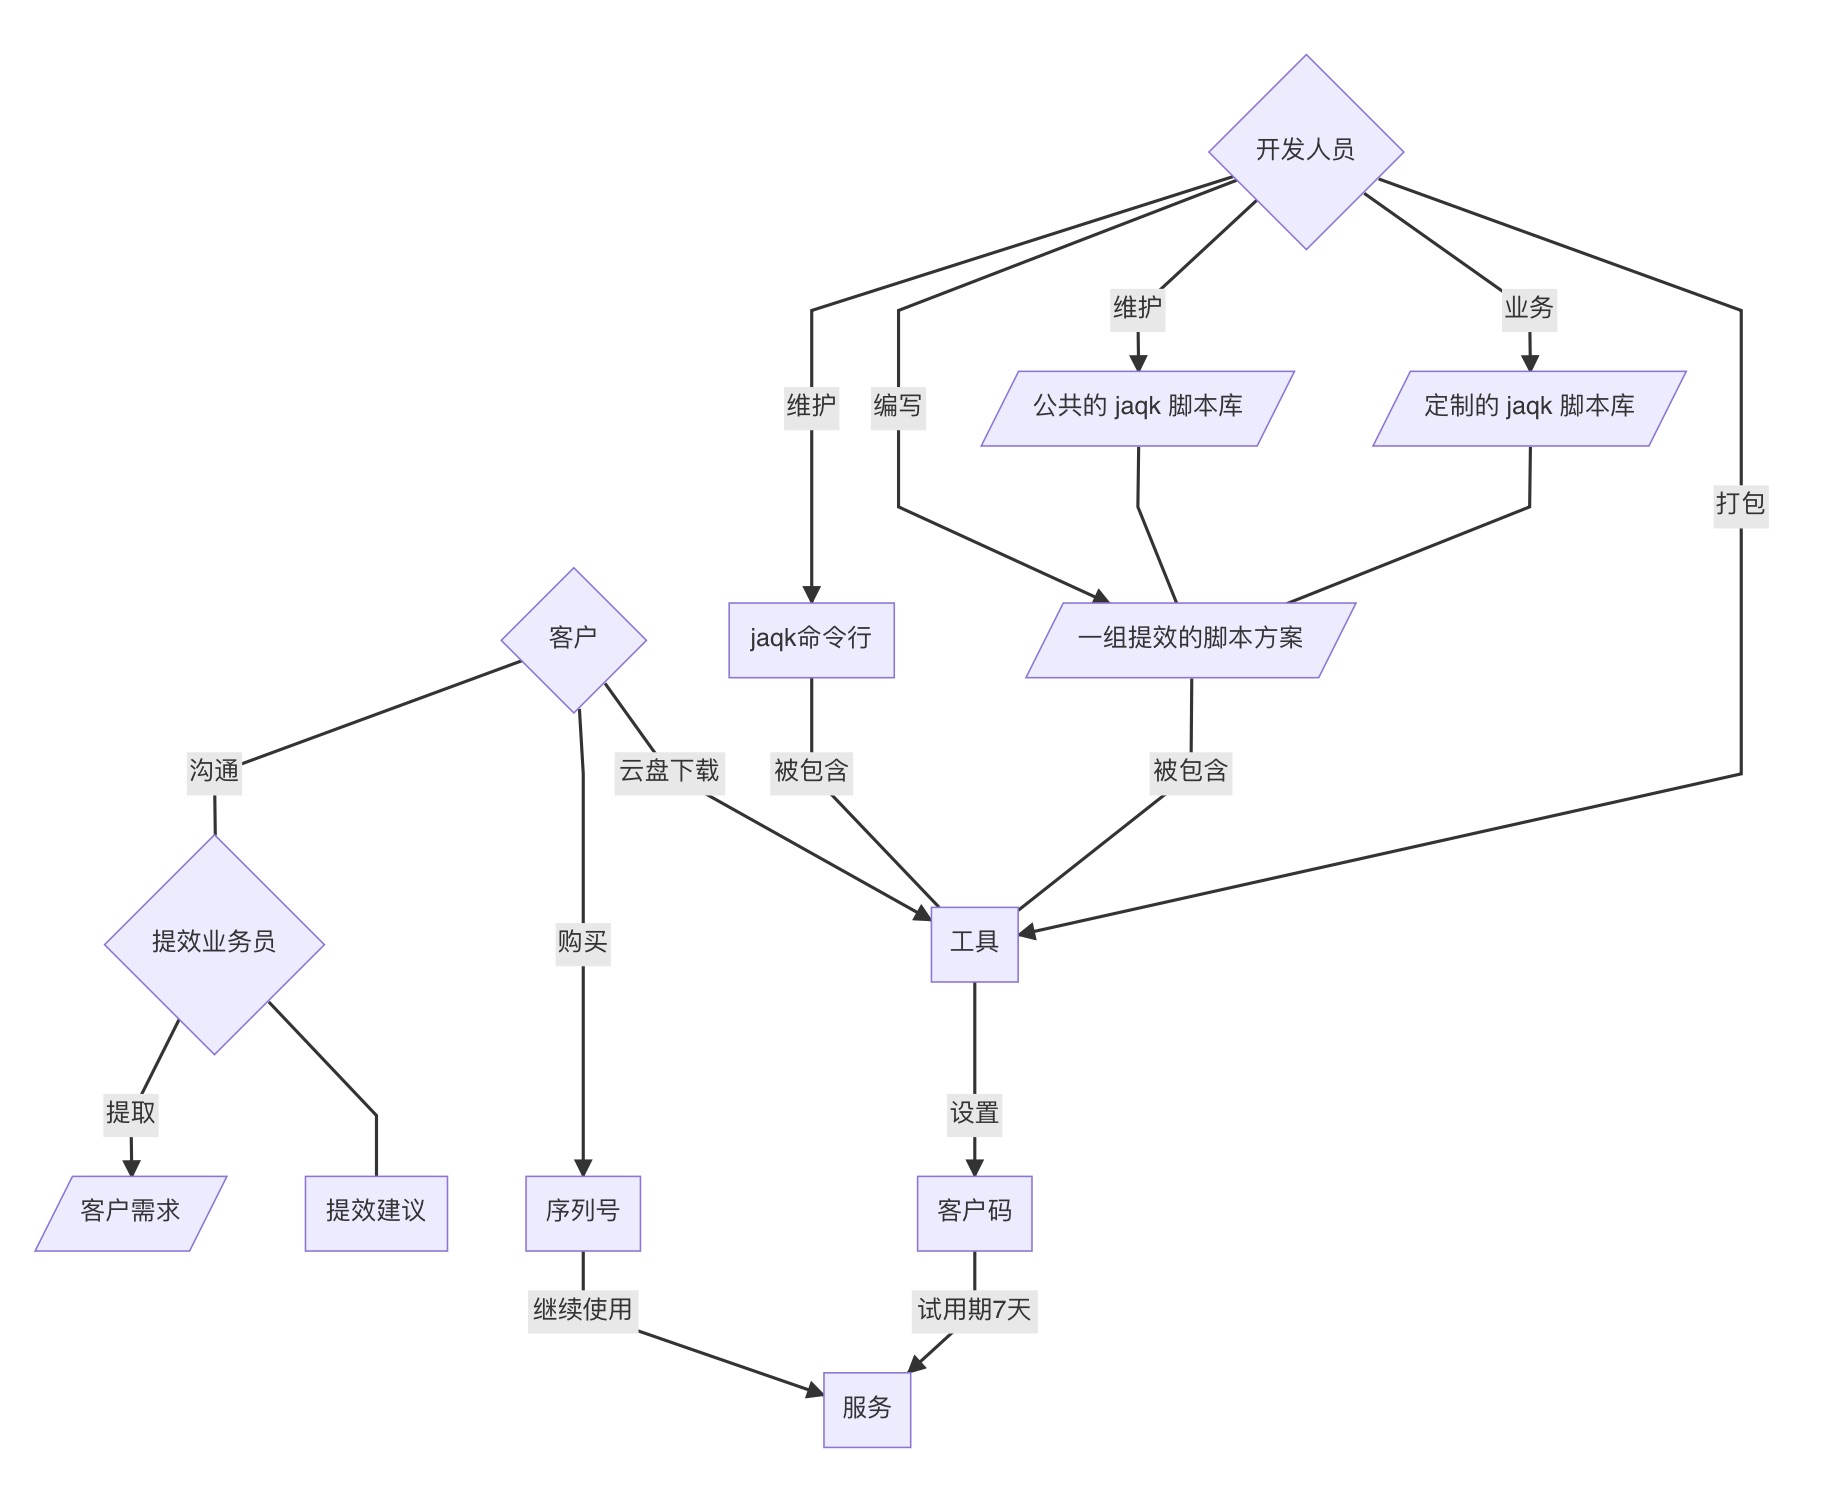 开发人员
维护
业务
维护
编写
公共的 jaqk 脚本库
定制的 jaqk 脚本库
打包
客户
jaqk命令行
一组提效的脚本方案
沟通
云盘下载
被包含
被包含
提效业务员
购买
工具
提取
设置
客户需求
提效建议
序列号
客户码
继续使用
试用期7天
服务